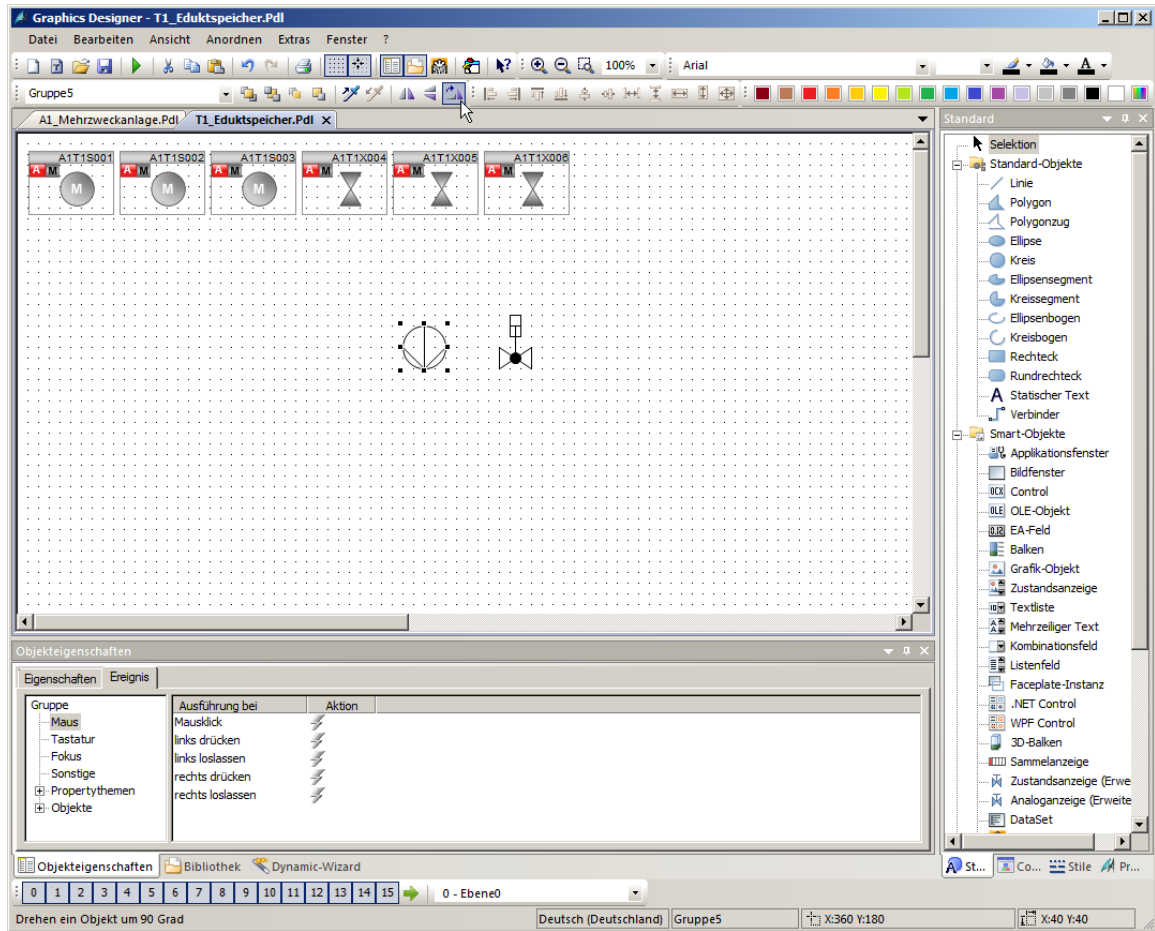 Graphics Designer - T1_Eduktspeicher.Pdl
Datei Bearbeiten Ansicht Anordnen Extras Fenster ?
100% Arial
Gruppe5
A1_Mehrzweckanlage.Pdl T1_Eduktspeicher.Pdl X
A1T1S001 A1T1S002 A1T1S003 A1T1X004 A1T1X005 A1T1X006
A M A M A M A M A M A M
M M M
Objekteigenschaften
Eigenschaften Ereignis
Gruppe
Maus
Tastatur
Fokus
Sonstige
Propertythemen
Objekte
Ausführung bei Aktion
Mausklick
links drücken
links loslassen
rechts drücken
rechts loslassen
Objekteigenschaften Bibliothek Dynamic-Wizard
Standard
Selektion
Standard-Objekte
Linie
Polygon
Polygonzug
Ellipse
Kreis
Ellipsensegment
Kreissegment
Ellipsenbogen
Kreisbogen
Rechteck
Rundrechteck
A Statischer Text
Verbinder
Smart-Objekte
Applikationsfenster
Bildfenster
OCX Control
OLE OLE-Objekt
0.12 EA-Feld
Balken
Grafik-Objekt
Zustandsanzeige
Textliste
Mehrzeiliger Text
Kombinationsfeld
Listenfeld
Faceplate-Instanz
.NET Control
WPF Control
3D-Balken
Sammelanzeige
Zustandsanzeige (Erwe
Analoganzeige (Erweite
DataSet
St... Co... Stile Pr...
0 1 2 3 4 5 6 7 8 9 10 11 12 13 14 15 0 - Ebene0
Drehen ein Objekt um 90 Grad Deutsch (Deutschland) Gruppe5 X:360 Y:180 X:40 Y:40